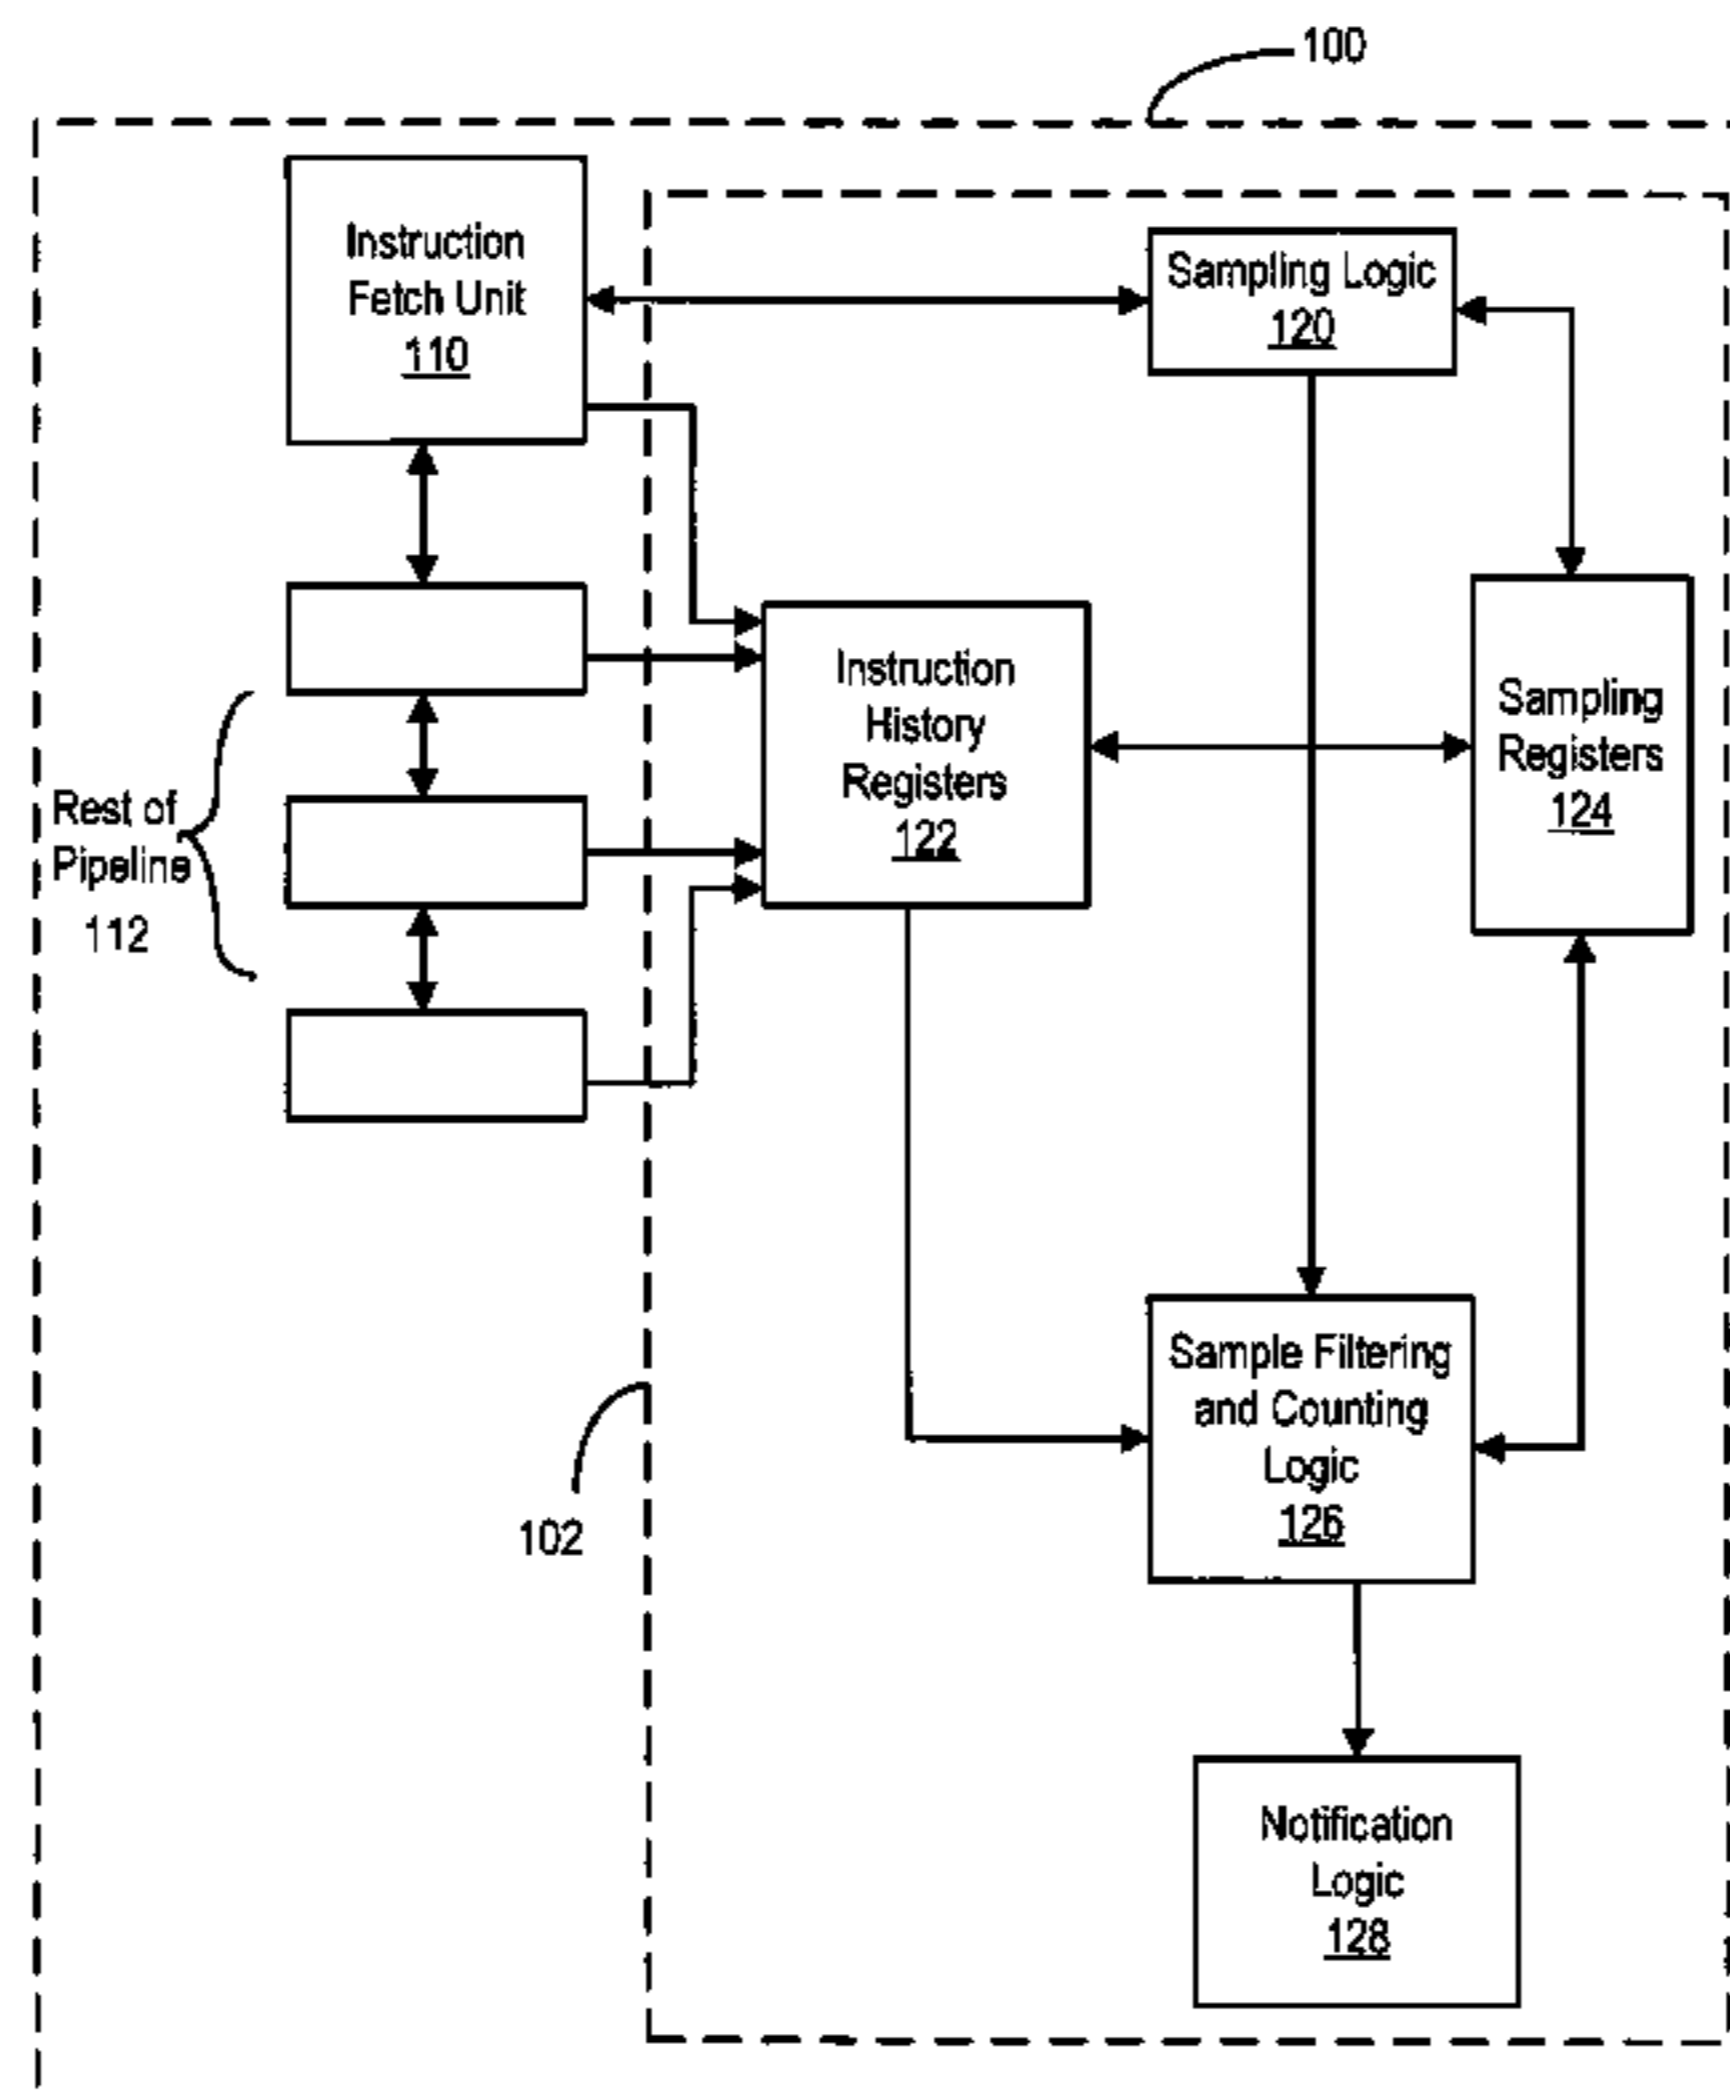 100
Instruction
Fetch Unit
110
Sampling Logic
120
Instruction
History
Registers
122
Sampling
Registers
124
Rest of
Pipeline
112
Sample Filtering
and Counting
Logic
126
102
Notification
Logic
128